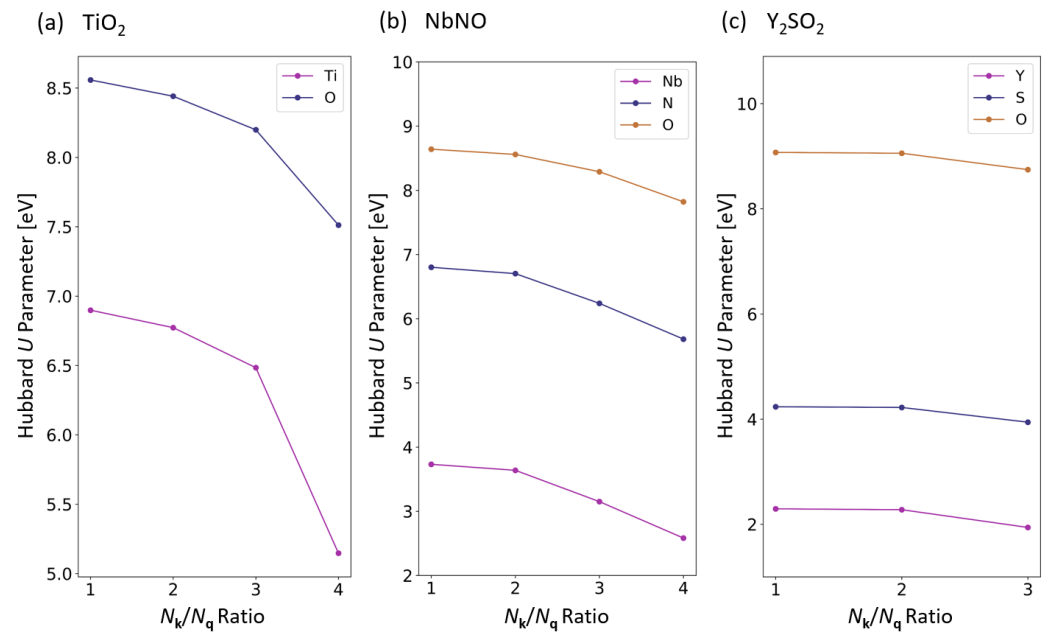 (a) TiO₂
Ti
O
Hubbard U Parameter [eV]
8.5
8.0
7.5
7.0
6.5
6.0
5.5
5.0
1 2 3 4
Nₖ/N_q Ratio
(b) NbNO
Nb
N
O
Hubbard U Parameter [eV]
10
9
8
7
6
5
4
3
2
1 2 3 4
Nₖ/N_q Ratio
(c) Y₂SO₂
Y
S
O
Hubbard U Parameter [eV]
10
8
6
4
2
1 2 3
Nₖ/N_q Ratio